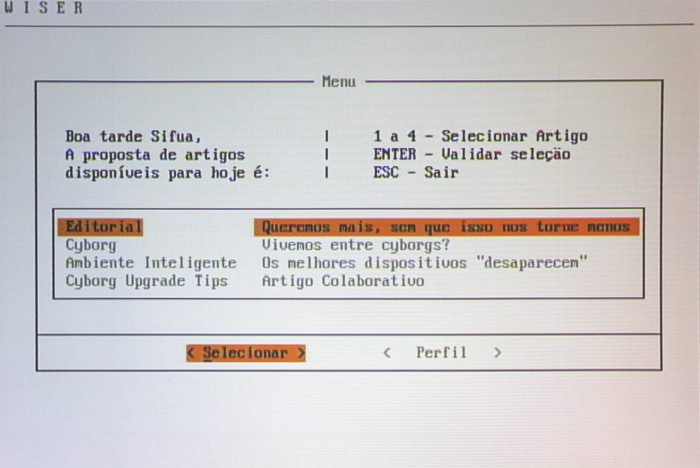 W I S E R
Menu
Boa tarde Sifua, | 1 a 4 - Selecionar Artigo
A proposta de artigos | ENTER - Validar seleção
disponíveis para hoje é: | ESC - Sair
Editorial Queremos mais, sem que isso nos torne menos
Cyborg Vivemos entre cyborgs?
Ambiente Inteligente Os melhores dispositivos "desaparecem"
Cyborg Upgrade Tips Artigo Colaborativo
< Selecionar > < Perfil >